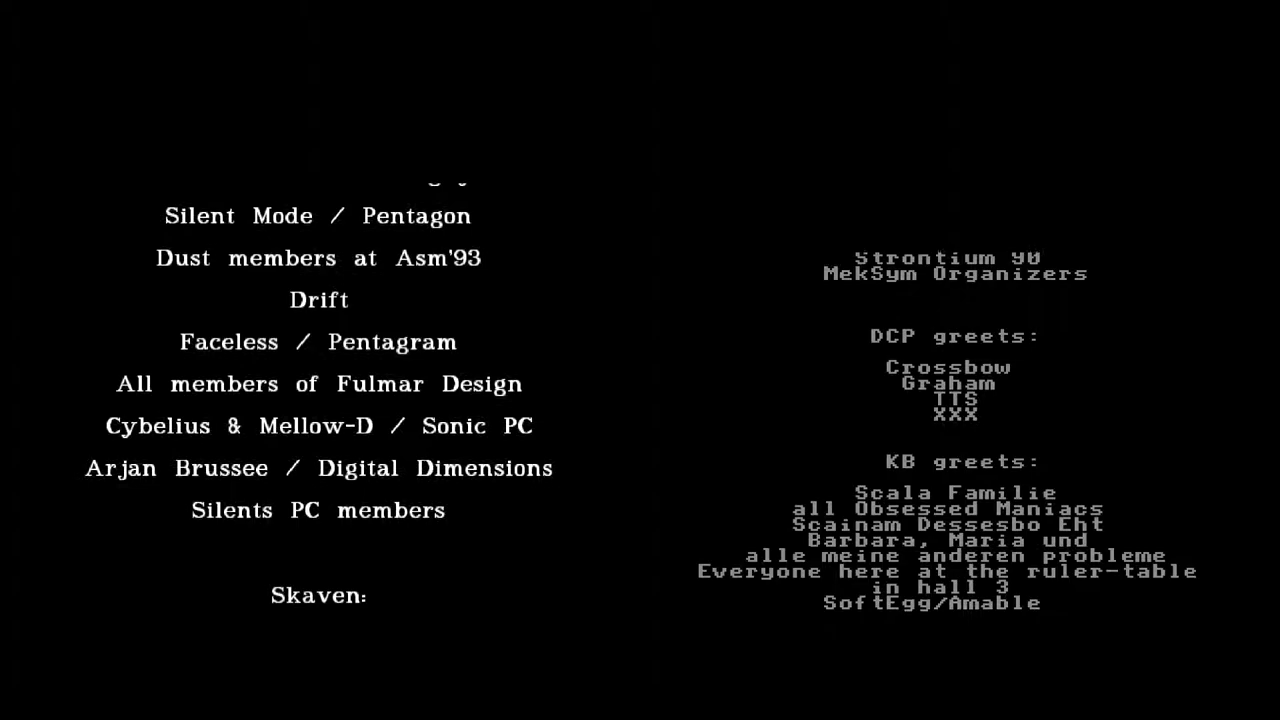 Silent Mode / Pentagon
Dust members at Asm'93
Drift
Faceless / Pentagram
All members of Fulmar Design
Cybelius & Mellow-D / Sonic PC
Arjan Brussee / Digital Dimensions
Silents PC members
Skaven:
Strontium 90
MekSym Organizers
DCP greets:
Crossbow
Graham
TTS
XXX
KB greets:
Scala Familie
all Obsessed Maniacs
Scainam Dessesbo Eht
Barbara, Maria und
alle meine anderen probleme
Everyone here at the ruler-table
in hall 3
SoftEgg/Amable